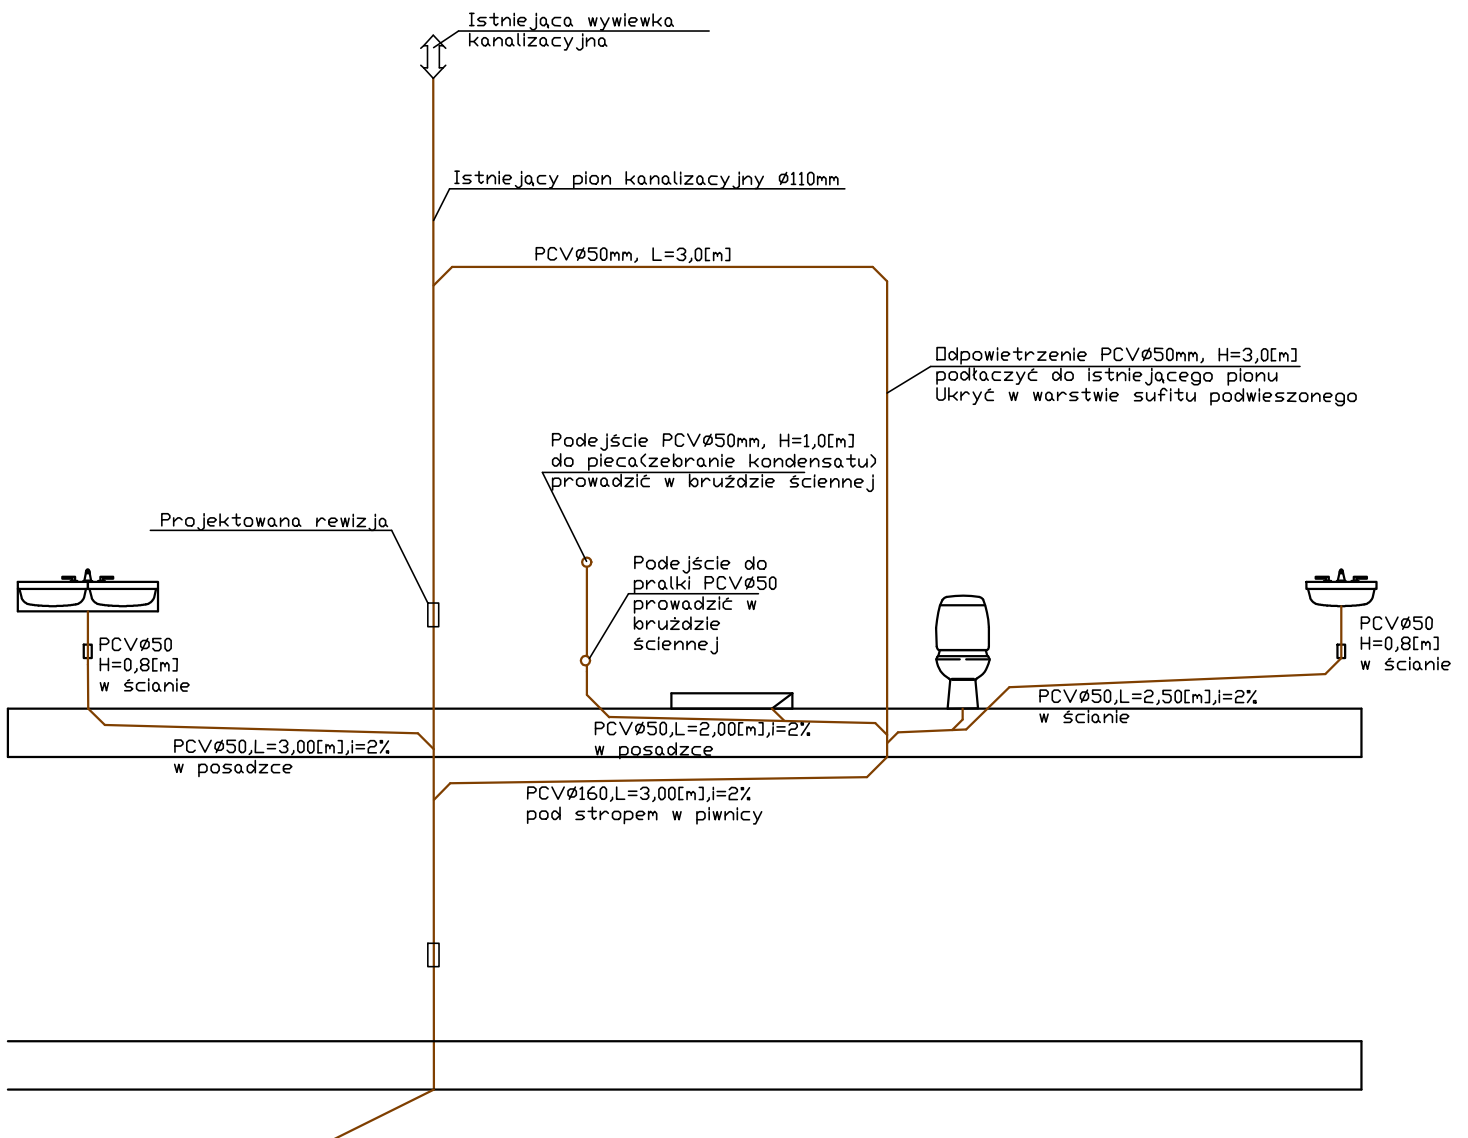 Istniejąca wywiewka
kanalizacyjna
Istniejący pion kanalizacyjny Ø110mm
PCVØ50mm, L=3,0[m]
Odpowietrzenie PCVØ50mm, H=3,0[m]
podłaczyć do istniejącego pionu
Ukryć w warstwie sufitu podwieszonego
Podejście PCVØ50mm, H=1,0[m]
do pieca(zebranie kondensatu)
prowadzić w bruździe ściennej
Projektowana rewizja
Podejście do
pralki PCVØ50
prowadzić w
brużdzie
ściennej
PCVØ50
H=0,8[m]
w ścianie
PCVØ50
H=0,8[m]
w ścianie
PCVØ50,L=2,50[m],i=2%
w ścianie
PCVØ50,L=2,00[m],i=2%
w posadzce
PCVØ50,L=3,00[m],i=2%
w posadzce
PCVØ160,L=3,00[m],i=2%
pod stropem w piwnicy